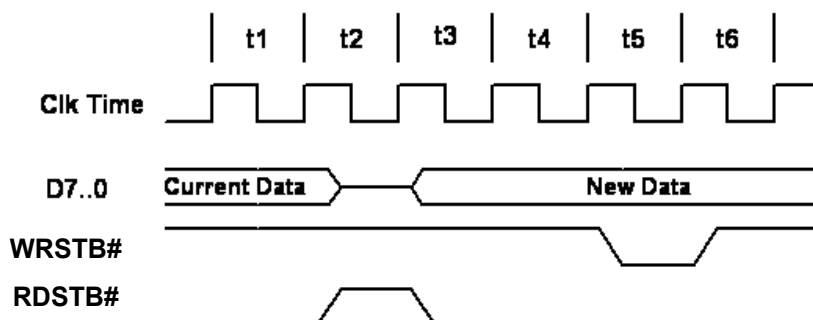 t1 t2 t3 t4 t5 t6
Clk Time
D7..0 Current Data New Data
WRSTB#
RDSTB#